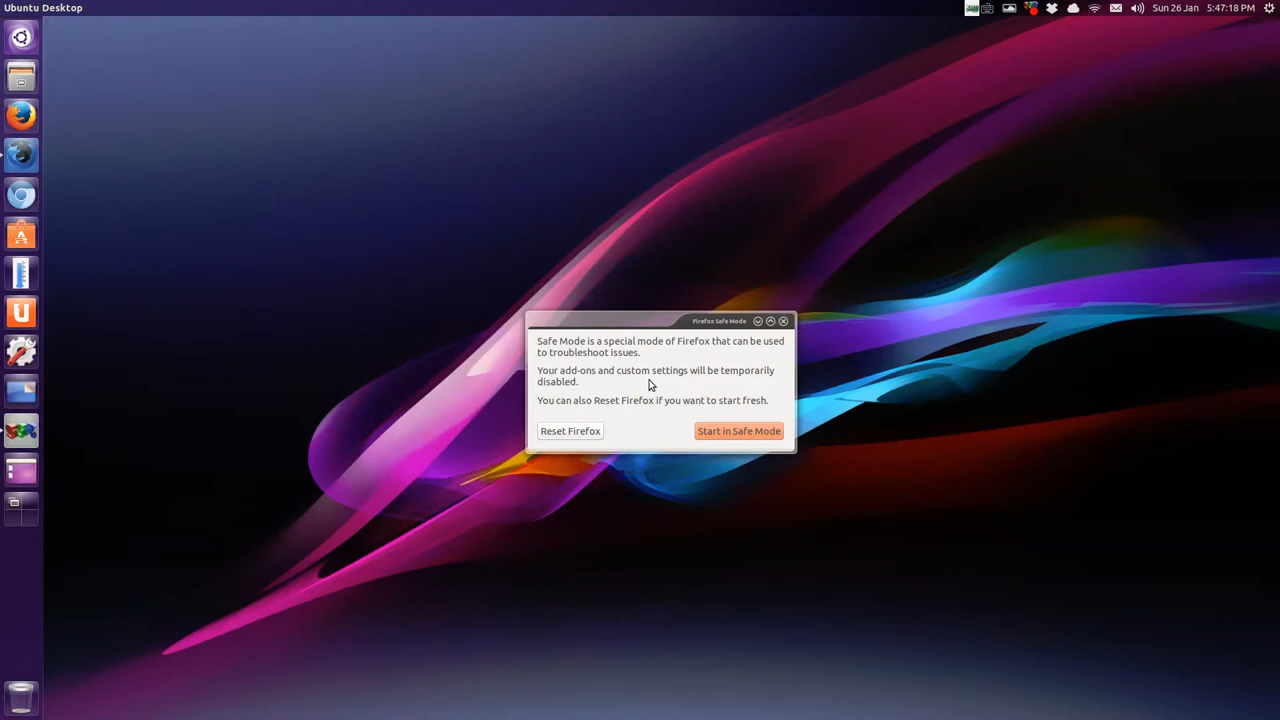 Ubuntu Desktop
Sun 26 Jan 5:47:18 PM
Firefox Safe Mode
Safe Mode is a special mode of Firefox that can be used
to troubleshoot issues.
Your add-ons and custom settings will be temporarily
disabled.
You can also Reset Firefox if you want to start fresh.
Reset Firefox
Start in Safe Mode